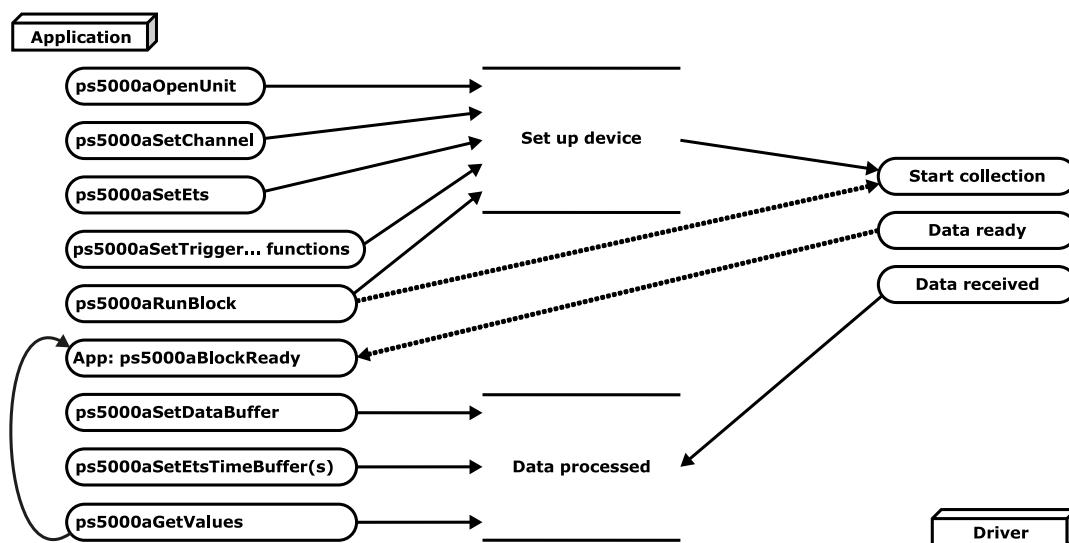 Application
ps5000aOpenUnit
ps5000aSetChannel
Set up device
ps5000aSetEts
Start collection
ps5000aSetTrigger... functions
Data ready
ps5000aRunBlock
Data received
App: ps5000aBlockReady
ps5000aSetDataBuffer
ps5000aSetEtsTimeBuffer(s)
Data processed
ps5000aGetValues
Driver